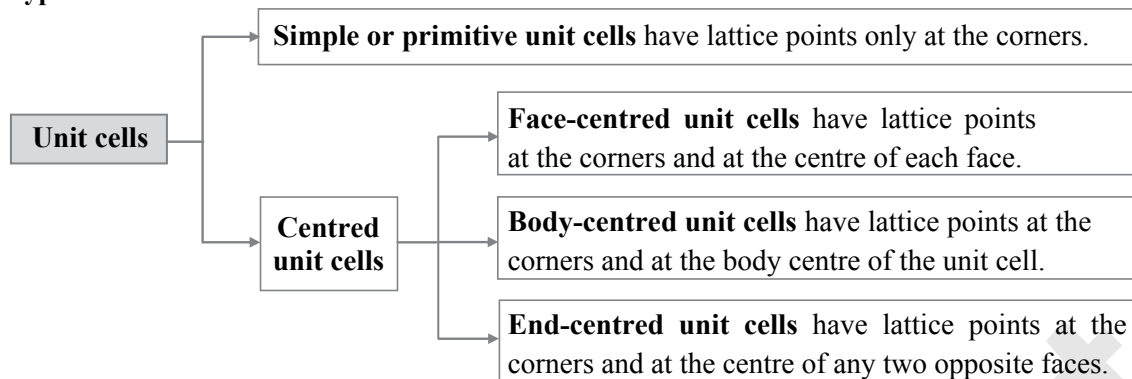 Simple or primitive unit cells have lattice points only at the corners.
Unit cells
Face-centred unit cells have lattice points
at the corners and at the centre of each face.
Centred
unit cells
Body-centred unit cells have lattice points at the
corners and at the body centre of the unit cell.
End-centred unit cells have lattice points at the
corners and at the centre of any two opposite faces.